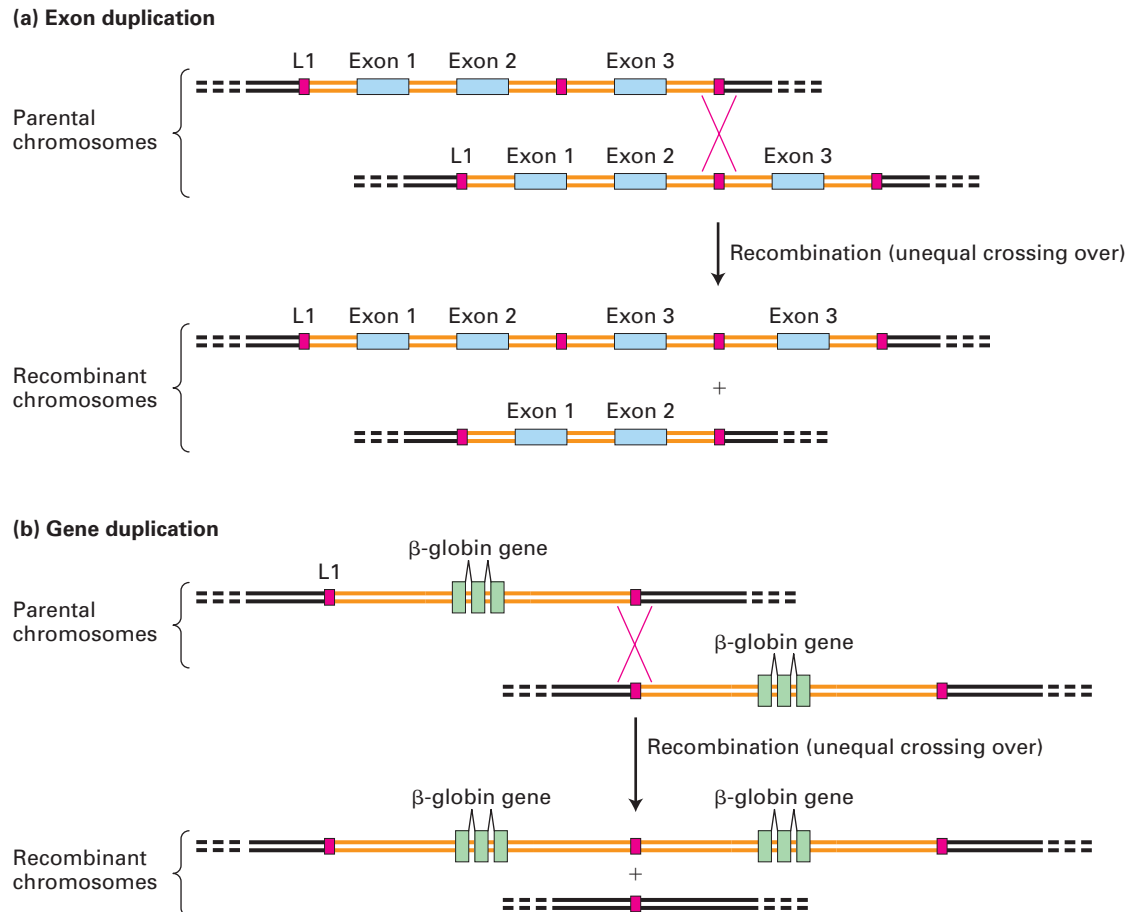 (a) Exon duplication
L1 Exon 1 Exon 2 Exon 3
Parental
chromosomes
L1 Exon 1 Exon 2 Exon 3
Recombination (unequal crossing over)
L1 Exon 1 Exon 2 Exon 3 Exon 3
Recombinant
chromosomes
+
Exon 1 Exon 2
(b) Gene duplication
β-globin gene
L1
Parental
chromosomes
β-globin gene
Recombination (unequal crossing over)
β-globin gene β-globin gene
Recombinant
chromosomes
+